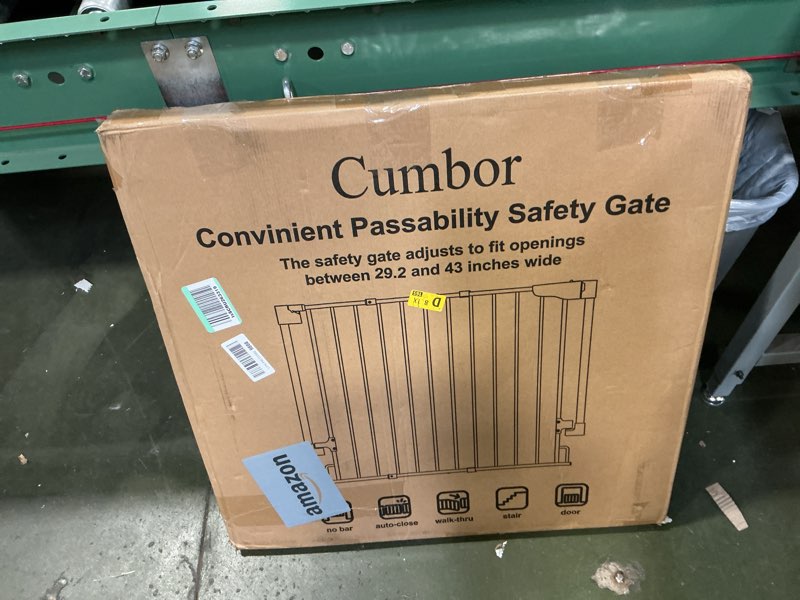 Cumbor
Convinient Passability Safety Gate
The safety gate adjusts to fit openings
between 29.2 and 43 inches wide
amazon
no bar
auto-close
walk-thru
stair
door